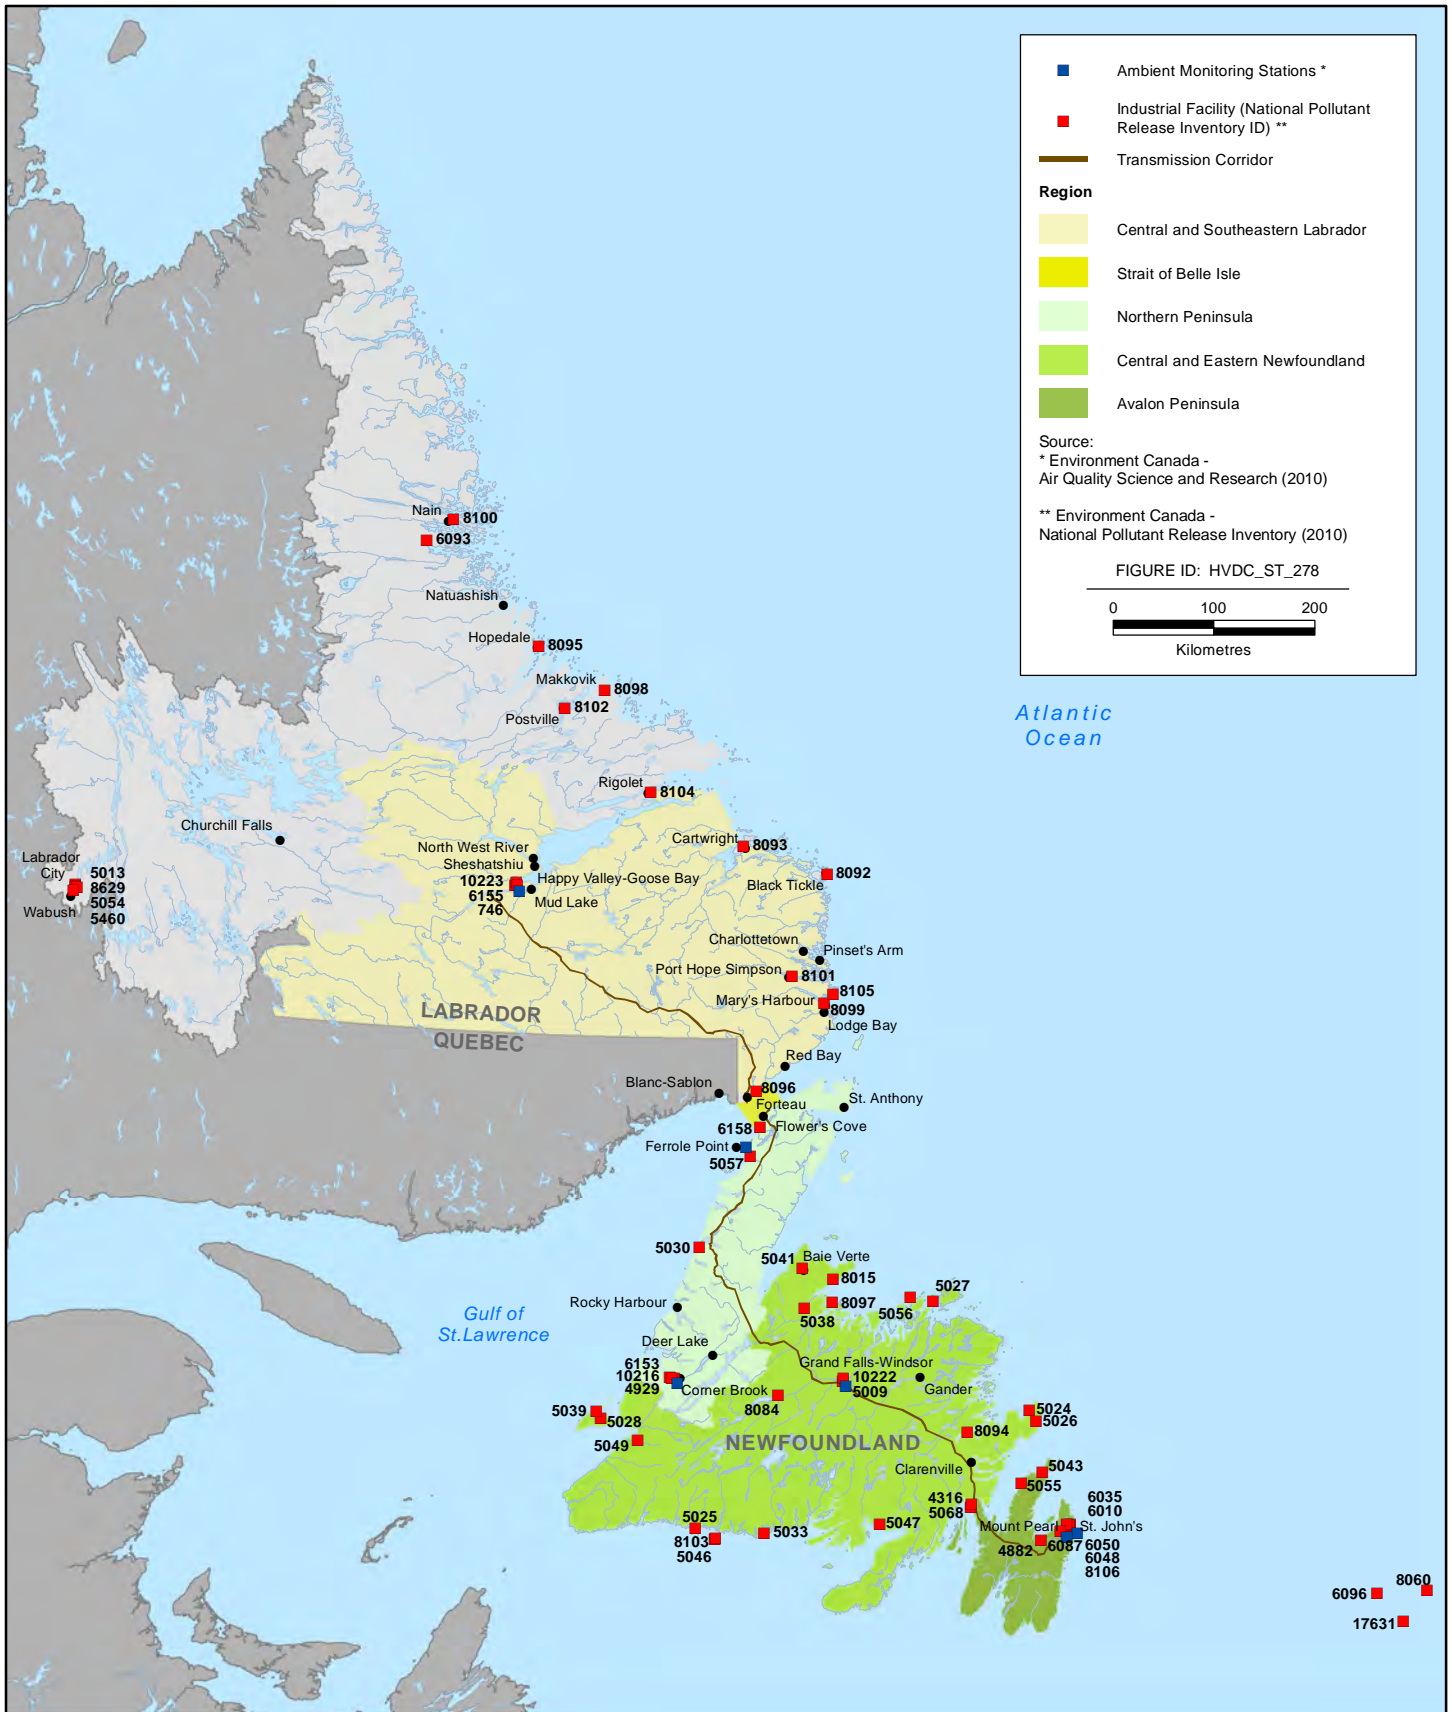 Ambient Monitoring Stations *
Industrial Facility (National Pollutant
Release Inventory ID) **
Transmission Corridor
Region
Central and Southeastern Labrador
Strait of Belle Isle
Northern Peninsula
Central and Eastern Newfoundland
Avalon Peninsula
Source:
* Environment Canada -
Air Quality Science and Research (2010)
** Environment Canada -
National Pollutant Release Inventory (2010)
FIGURE ID: HVDC_ST_278
0 100 200
Kilometres
Nain
8100
6093
Natuashish
Hopedale
8095
Makkovik
8098
8102
Postville
Atlantic
Ocean
Rigolet
8104
Churchill Falls
Cartwright
8093
North West River
Sheshatshiu
Labrador
City
5013
8629
5054
5460
Wabush
10223
6155
746
Happy Valley-Goose Bay
Mud Lake
8092
Black Tickle
Charlottetown
Pinset's Arm
Port Hope Simpson
8101
8105
Mary's Harbour
8099
Lodge Bay
LABRADOR
QUEBEC
Red Bay
Blanc-Sablon
8096
Forteau
St. Anthony
6158
Flower's Cove
Ferrole Point
5057
5030
5041
Baie Verte
8015
5027
8097
5056
5038
Rocky Harbour
Gulf of
St.Lawrence
Deer Lake
6153
10216
4929
Corner Brook
Grand Falls-Windsor
10222
5009
Gander
8084
5039
5028
5024
5026
5049
8094
NEWFOUNDLAND
Clarenville
5043
5055
4316
5068
6035
6010
5025
8103
5046
5033
5047
Mount Pearl
St. John's
4882
6087
6050
6048
8106
8060
6096
17631